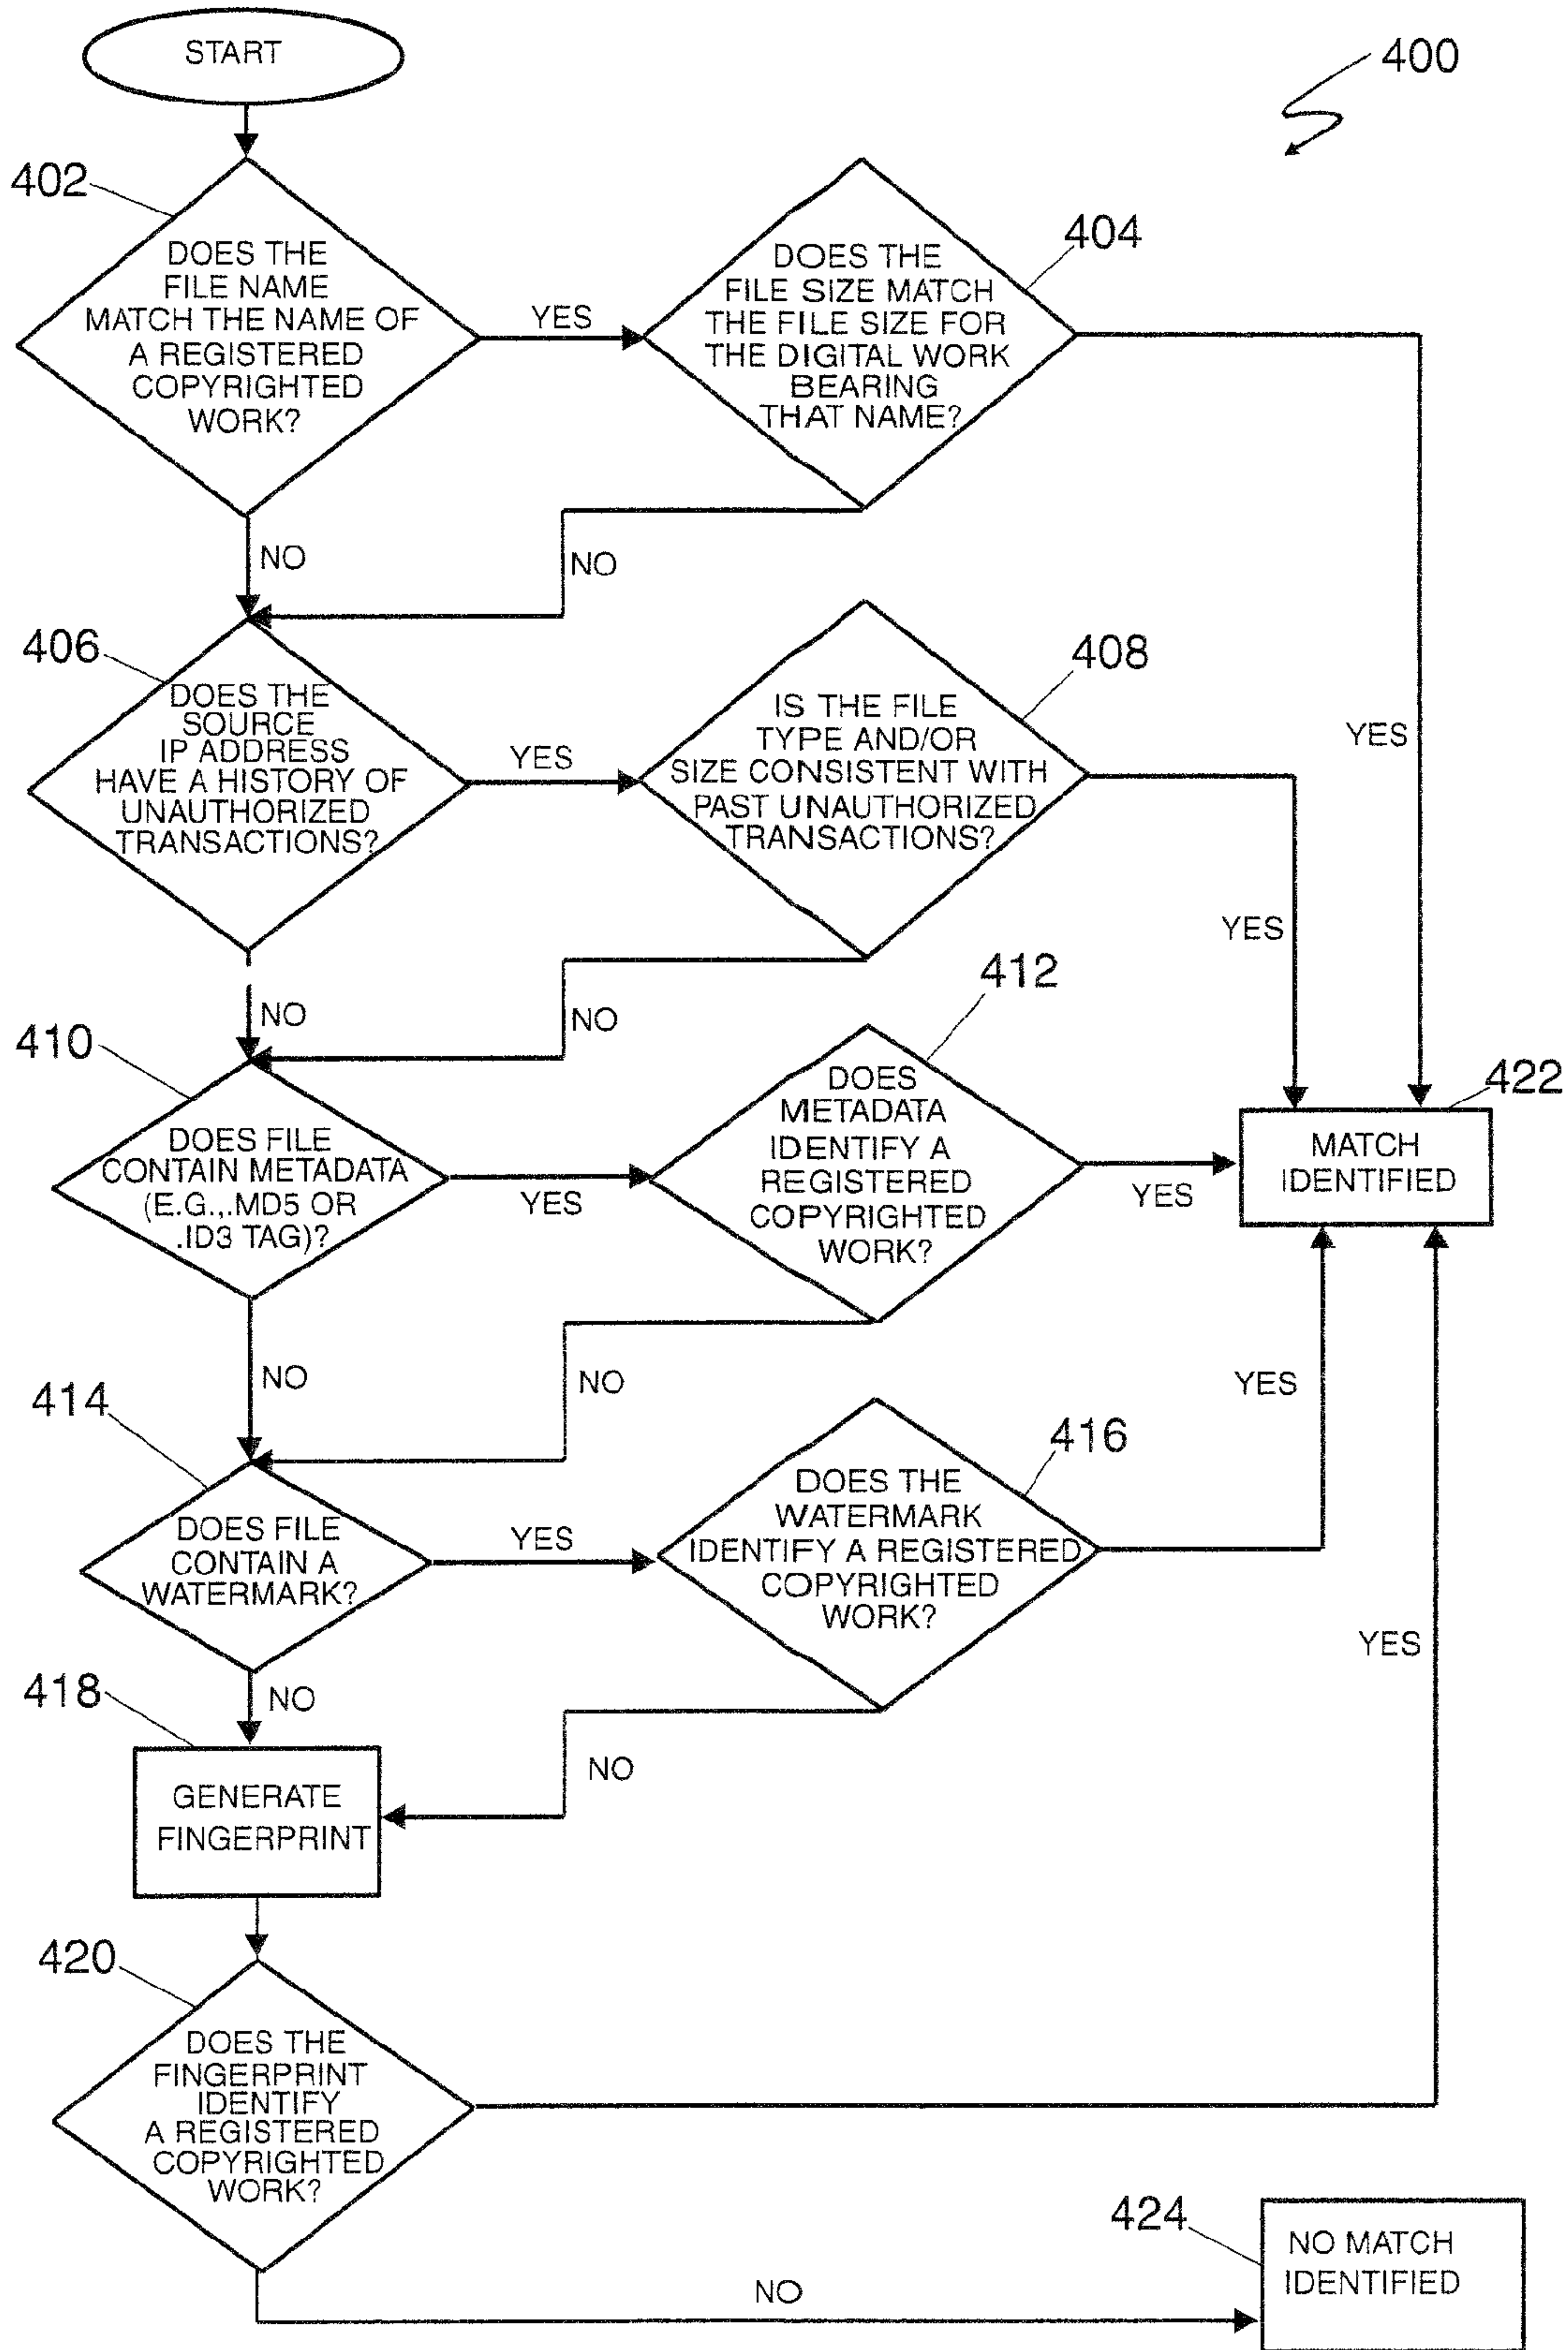 START
400
402
DOES THE
FILE NAME
MATCH THE NAME OF
A REGISTERED
COPYRIGHTED
WORK?
YES
404
DOES THE
FILE SIZE MATCH
THE FILE SIZE FOR
THE DIGITAL WORK
BEARING
THAT NAME?
NO
NO
YES
406
DOES THE
SOURCE
IP ADDRESS
HAVE A HISTORY OF
UNAUTHORIZED
TRANSACTIONS?
YES
408
IS THE FILE
TYPE AND/OR
SIZE CONSISTENT WITH
PAST UNAUTHORIZED
TRANSACTIONS?
YES
NO
NO
410
DOES FILE
CONTAIN METADATA
(E.G.,.MD5 OR
.ID3 TAG)?
YES
412
DOES
METADATA
IDENTIFY A
REGISTERED
COPYRIGHTED
WORK?
YES
422
MATCH
IDENTIFIED
NO
NO
YES
414
DOES FILE
CONTAIN A
WATERMARK?
YES
416
DOES THE
WATERMARK
IDENTIFY A REGISTERED
COPYRIGHTED
WORK?
YES
NO
NO
418
GENERATE
FINGERPRINT
420
DOES THE
FINGERPRINT
IDENTIFY
A REGISTERED
COPYRIGHTED
WORK?
NO
424
NO MATCH
IDENTIFIED